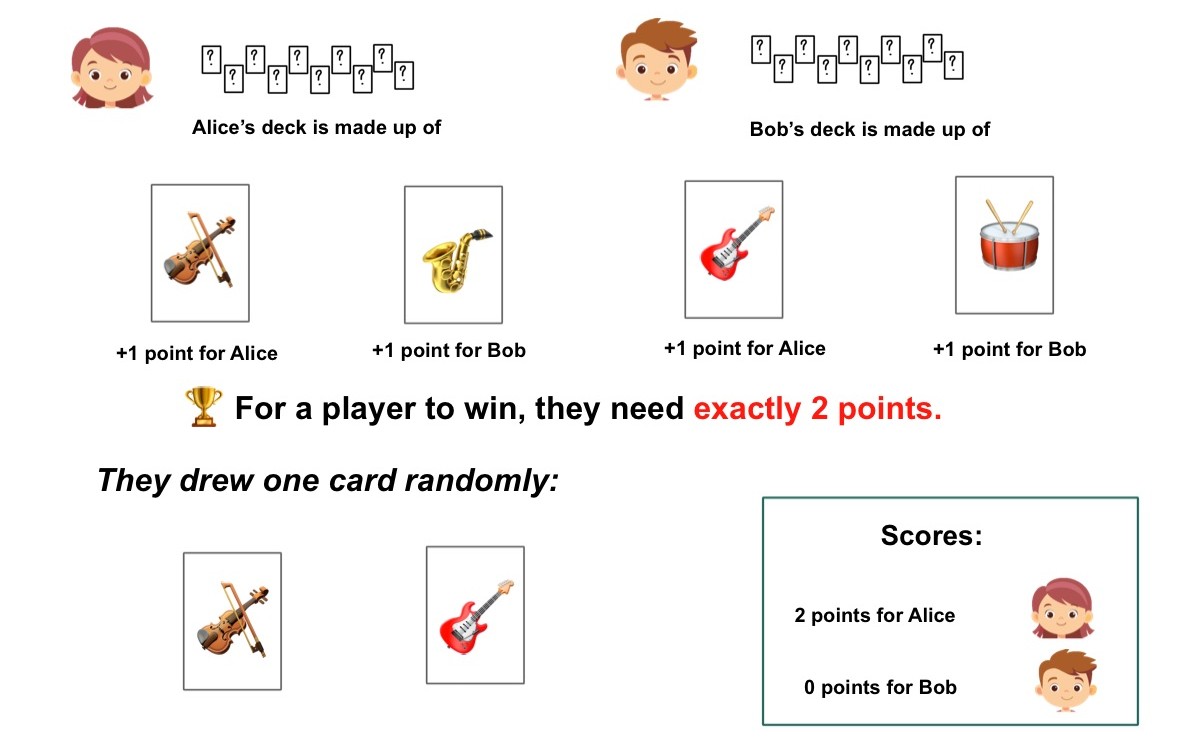 ? ? ? ? ? ? ? ? ? ?
? ? ? ? ? ? ? ? ? ?
Alice’s deck is made up of
Bob’s deck is made up of
+1 point for Alice
+1 point for Bob
+1 point for Alice
+1 point for Bob
For a player to win, they need exactly 2 points.
They drew one card randomly:
Scores:
2 points for Alice
0 points for Bob